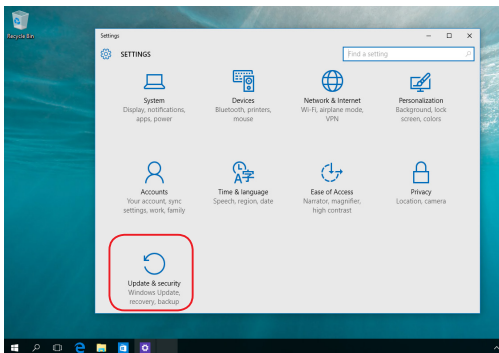 Recycle Bin
Settings
SETTINGS
Find a setting
System
Display, notifications,
apps, power
Devices
Bluetooth, printers,
mouse
Network & Internet
Wi-Fi, airplane mode,
VPN
Personalization
Background, lock
screen, colors
Accounts
Your account, sync
settings, work, family
Time & language
Speech, region, date
Ease of Access
Narrator, magnifier,
high contrast
Privacy
Location, camera
Update & security
Windows Update,
recovery, backup